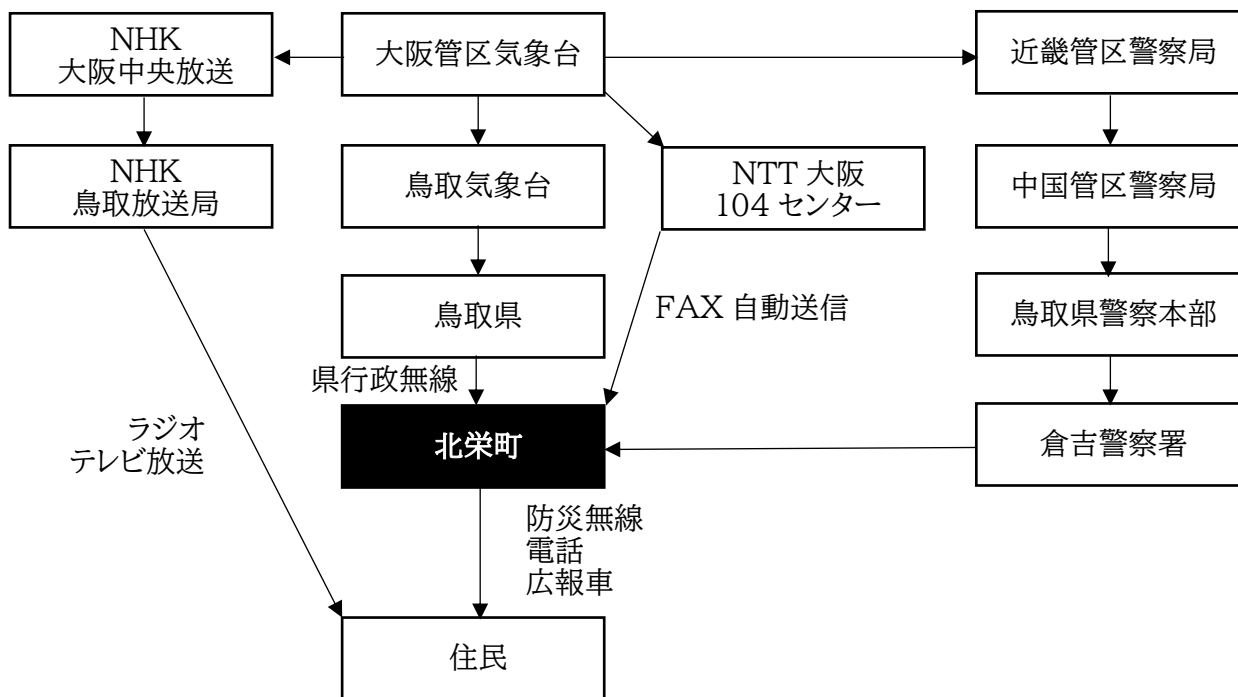 NHK
大阪中央放送
大阪管区気象台
近畿管区警察局
NHK
鳥取放送局
鳥取気象台
NTT 大阪
104 センター
中国管区警察局
鳥取県
FAX 自動送信
鳥取県警察本部
県行政無線
ラジオ
テレビ放送
北栄町
倉吉警察署
防災無線
電話
広報車
住民